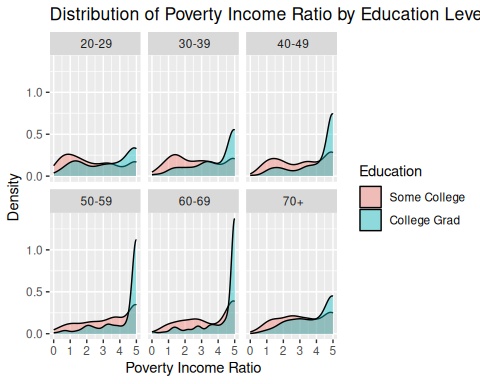 Distribution of Poverty Income Ratio by Education Leve
20-29 30-39 40-49
1.0
0.5
0.0
50-59 60-69 70+
1.0
0.5
0.0
0 1 2 3 4 5 0 1 2 3 4 5 0 1 2 3 4 5
Poverty Income Ratio
Density
Education
Some College
College Grad